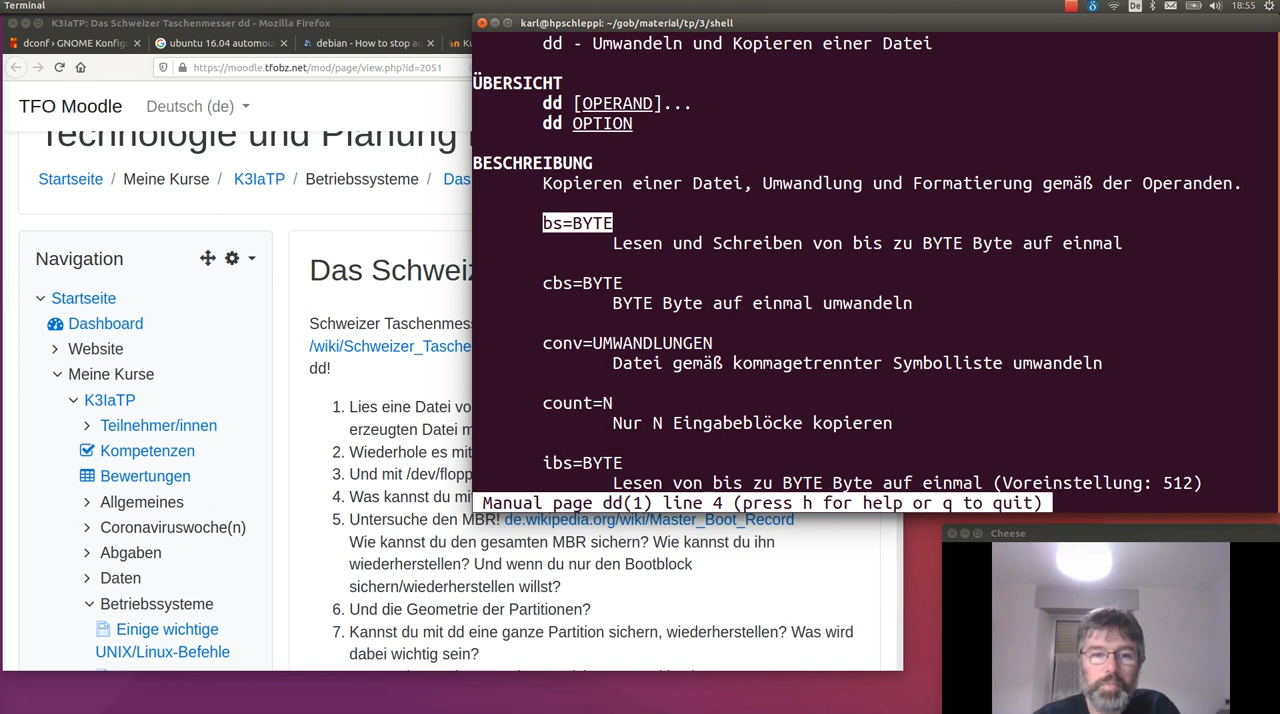 Terminal
De
18:55
K3IaTP: Das Schweizer Taschenmesser dd - Mozilla Firefox
dconf › GNOME Konfig
ubuntu 16.04 automou
debian - How to stop au
https://moodle.tfobz.net/mod/page/view.php?id=2051
TFO Moodle
Deutsch (de)
Technologie und Planung
Startseite / Meine Kurse / K3IaTP / Betriebssysteme / Das
Navigation
Startseite
Dashboard
Website
Meine Kurse
K3IaTP
Teilnehmer/innen
Kompetenzen
Bewertungen
Allgemeines
Coronaviruswoche(n)
Abgaben
Daten
Betriebssysteme
Einige wichtige
UNIX/Linux-Befehle
Das Schweiz
Schweizer Taschenmess
/wiki/Schweizer_Tasche
dd!
1. Lies eine Datei vo
erzeugten Datei m
2. Wiederhole es mit
3. Und mit /dev/flopp
4. Was kannst du mi
5. Untersuche den MBR! de.wikipedia.org/wiki/Master_Boot_Record
Wie kannst du den gesamten MBR sichern? Wie kannst du ihn
wiederherstellen? Und wenn du nur den Bootblock
sichern/wiederherstellen willst?
6. Und die Geometrie der Partitionen?
7. Kannst du mit dd eine ganze Partition sichern, wiederherstellen? Was wird
dabei wichtig sein?
karl@hpschleppi: ~/gob/material/tp/3/shell
dd - Umwandeln und Kopieren einer Datei
ÜBERSICHT
dd [OPERAND]...
dd OPTION
BESCHREIBUNG
Kopieren einer Datei, Umwandlung und Formatierung gemäß der Operanden.
bs=BYTE
Lesen und Schreiben von bis zu BYTE Byte auf einmal
cbs=BYTE
BYTE Byte auf einmal umwandeln
conv=UMWANDLUNGEN
Datei gemäß kommagetrennter Symbolliste umwandeln
count=N
Nur N Eingabeblöcke kopieren
ibs=BYTE
Lesen von bis zu BYTE Byte auf einmal (Voreinstellung: 512)
Manual page dd(1) line 4 (press h for help or q to quit)
Cheese